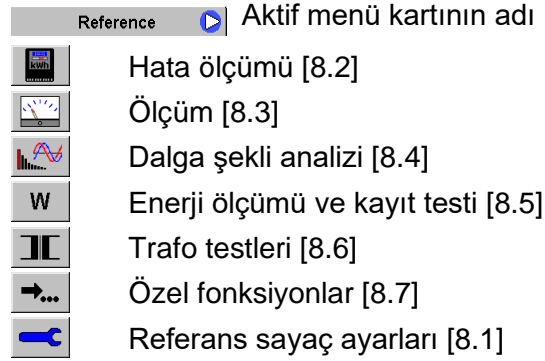 Reference Aktif menü kartının adı
kWh Hata ölçümü [8.2]
Ölçüm [8.3]
Dalga şekli analizi [8.4]
W Enerji ölçümü ve kayıt testi [8.5]
Trafo testleri [8.6]
... Özel fonksiyonlar [8.7]
Referans sayaç ayarları [8.1]